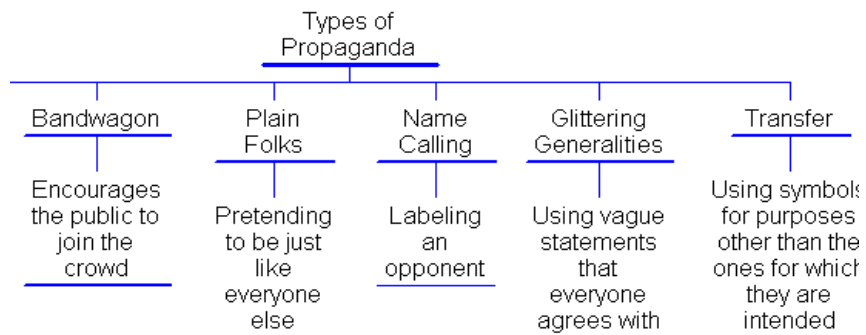 Types of
Propaganda
Bandwagon
Encourages
the public to
join the
crowd
Plain
Folks
Pretending
to be just
like
everyone
else
Name
Calling
Labeling
an
opponent
Glittering
Generalities
Using vague
statements
that
everyone
agrees with
Transfer
Using symbols
for purposes
other than the
ones for which
they are
intended